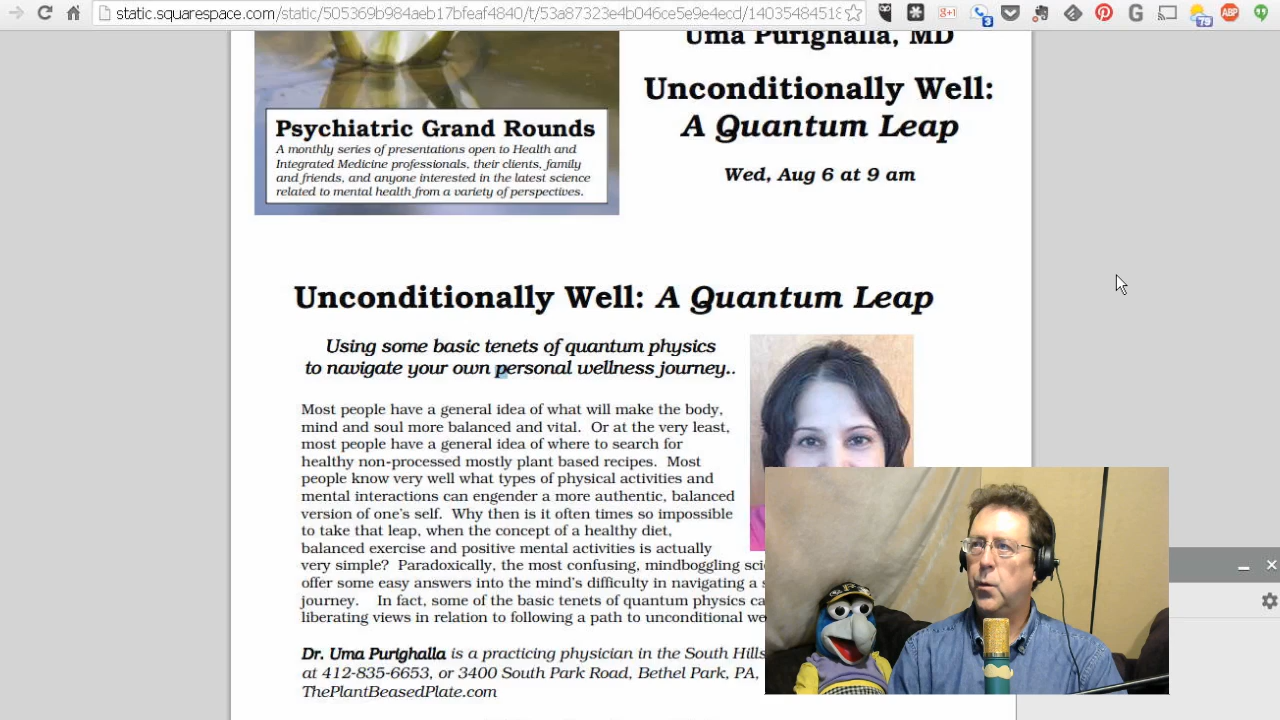 static.squarespace.com/static/505369b984aeb17bfeaf4840/t/53a87323e4b046ce5e9e4ecd/14035484518
Uma Purighalla, MD
Unconditionally Well:
A Quantum Leap
Wed, Aug 6 at 9 am
Psychiatric Grand Rounds
A monthly series of presentations open to Health and
Integrated Medicine professionals, their clients, family
and friends, and anyone interested in the latest science
related to mental health from a variety of perspectives.
Unconditionally Well: A Quantum Leap
Using some basic tenets of quantum physics
to navigate your own personal wellness journey..
Most people have a general idea of what will make the body,
mind and soul more balanced and vital. Or at the very least,
most people have a general idea of where to search for
healthy non-processed mostly plant based recipes. Most
people know very well what types of physical activities and
mental interactions can engender a more authentic, balanced
version of one's self. Why then is it often times so impossible
to take that leap, when the concept of a healthy diet,
balanced exercise and positive mental activities is actually
very simple? Paradoxically, the most confusing, mindboggling sci
offer some easy answers into the mind's difficulty in navigating a s
journey. In fact, some of the basic tenets of quantum physics ca
liberating views in relation to following a path to unconditional we
Dr. Uma Purighalla is a practicing physician in the South Hills
at 412-835-6653, or 3400 South Park Road, Bethel Park, PA,
ThePlantBeasedPlate.com